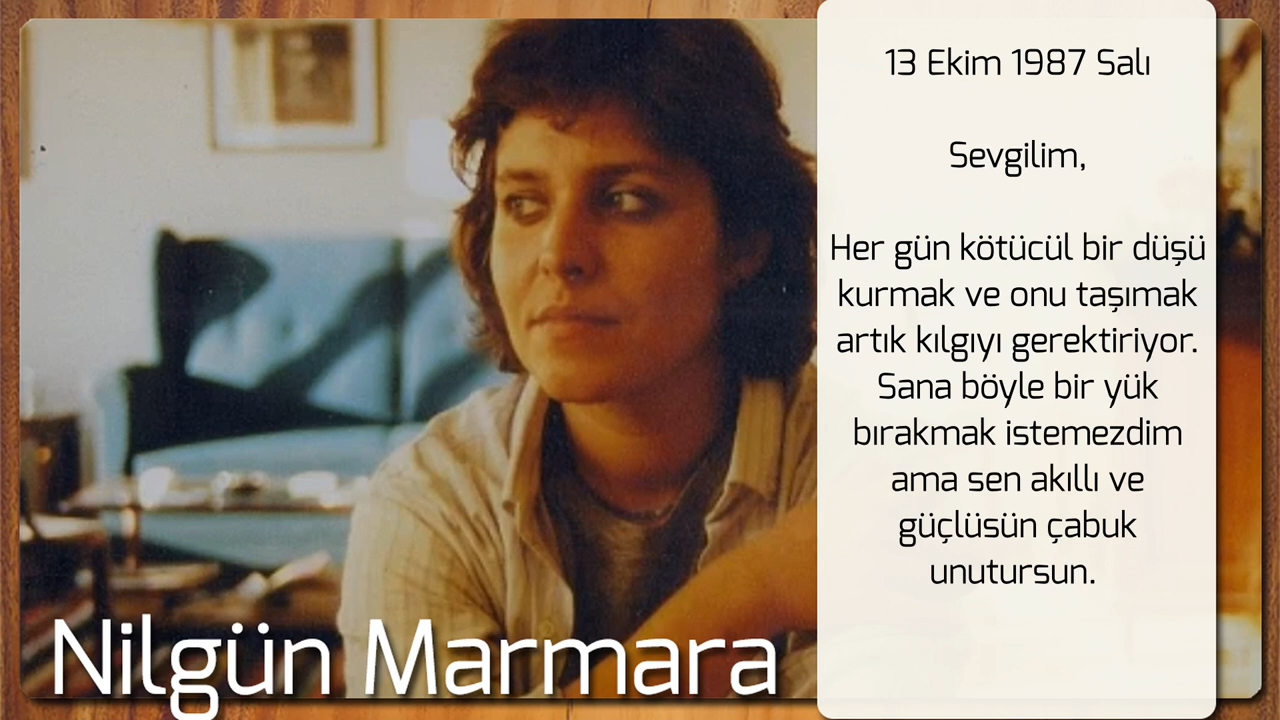 13 Ekim 1987 Salı
Sevgilim,
Her gün kötücül bir düşü
kurmak ve onu taşımak
artık kılgıyı gerektiriyor.
Sana böyle bir yük
bırakmak istemezdim
ama sen akıllı ve
güçlüsün çabuk
unutursun.
Nilgün Marmara